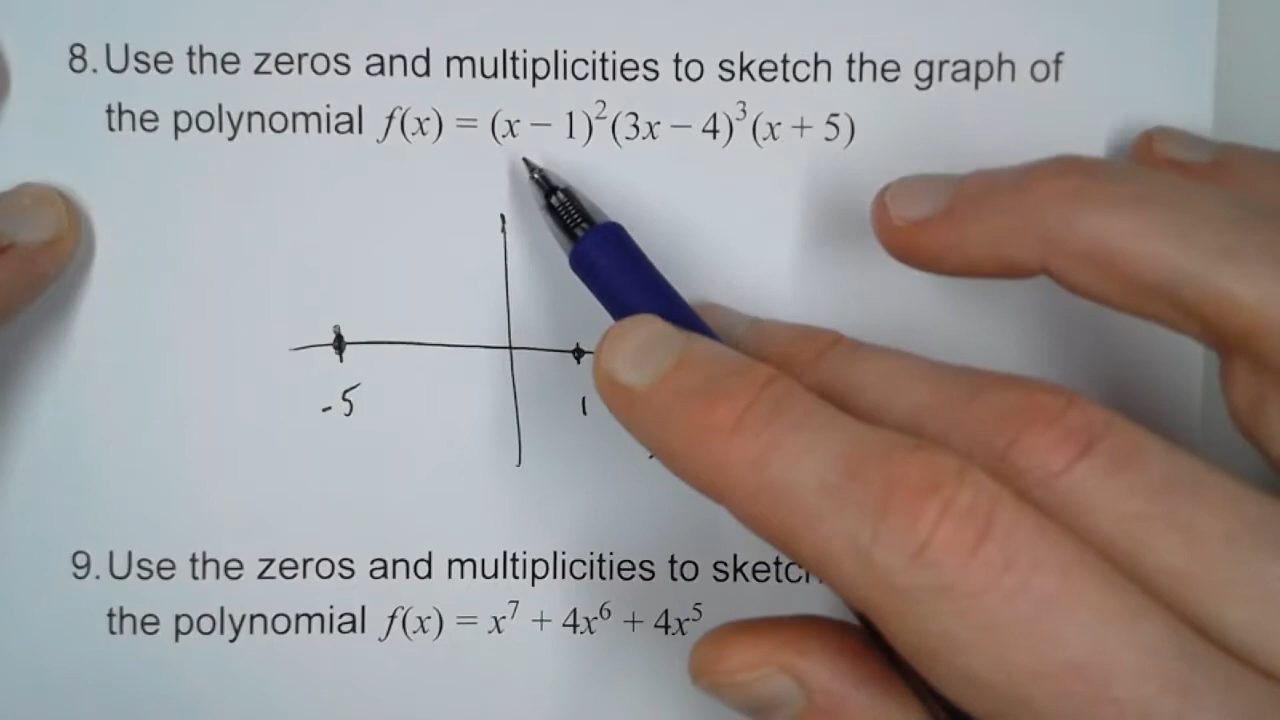 8. Use the zeros and multiplicities to sketch the graph of
the polynomial f(x) = (x − 1)²(3x − 4)³(x + 5)
-5
1
9. Use the zeros and multiplicities to
the polynomial f(x) = x⁷ + 4x⁶ + 4x⁵